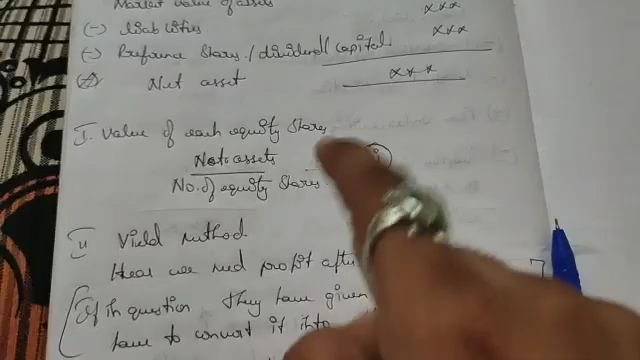 Market value of assets xxx
(-) Liabilities xxx
(-) Preference Shares / dividend / capital
Net asset xxx
I. Value of each equity Shares
Net assets
No. of equity Shares.
II Yield method
Hear we need profit after
If in question They have given
have to convert it into